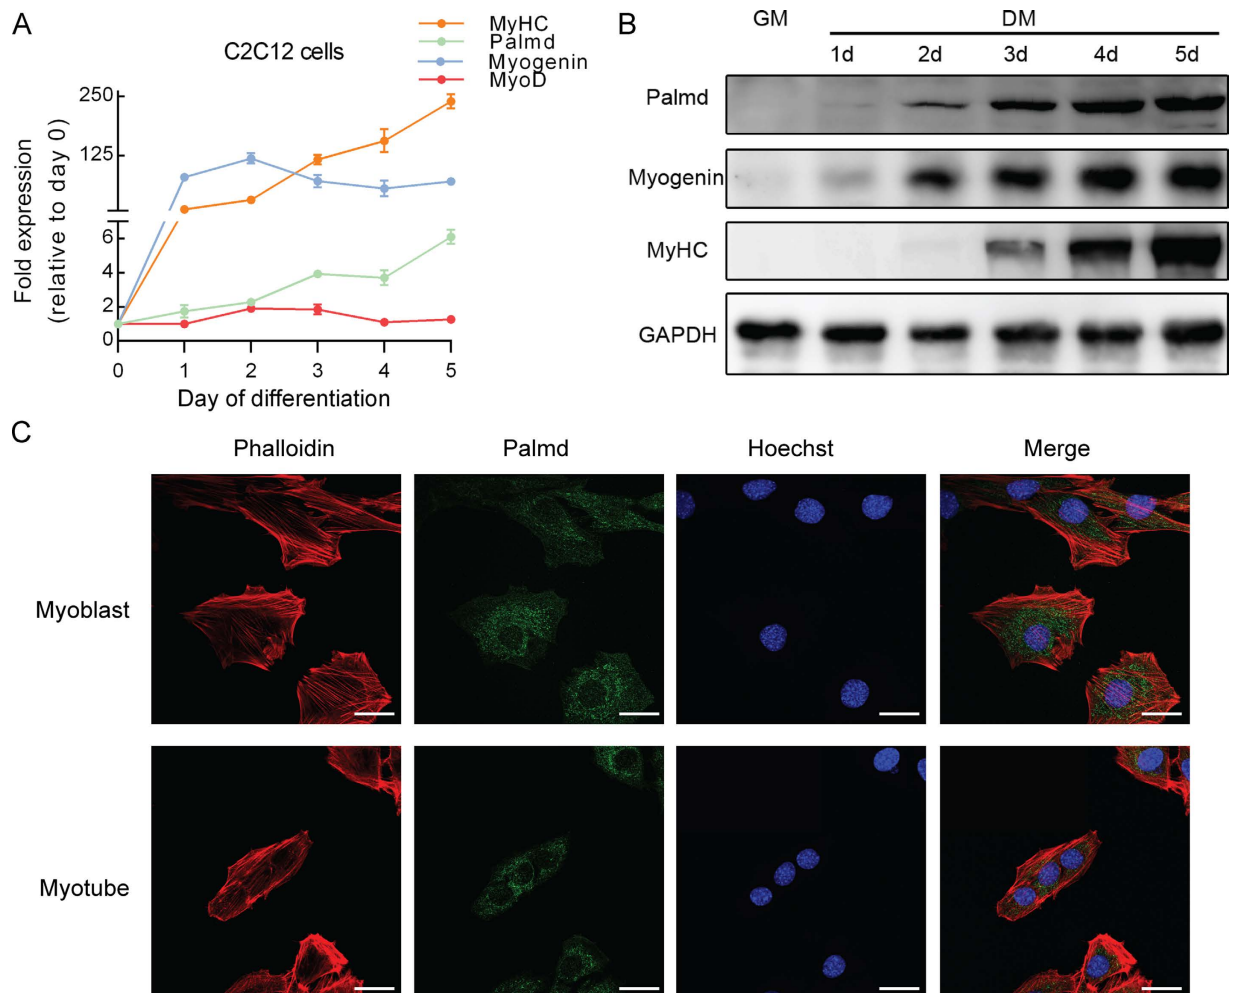 A
C2C12 cells
MyHC
Palmd
Myogenin
MyoD
Fold expression
(relative to day 0)
250
125
6
4
2
0
0 1 2 3 4 5
Day of differentiation
B
GM DM
1d 2d 3d 4d 5d
Palmd
Myogenin
MyHC
GAPDH
C
Phalloidin Palmd Hoechst Merge
Myoblast
Myotube